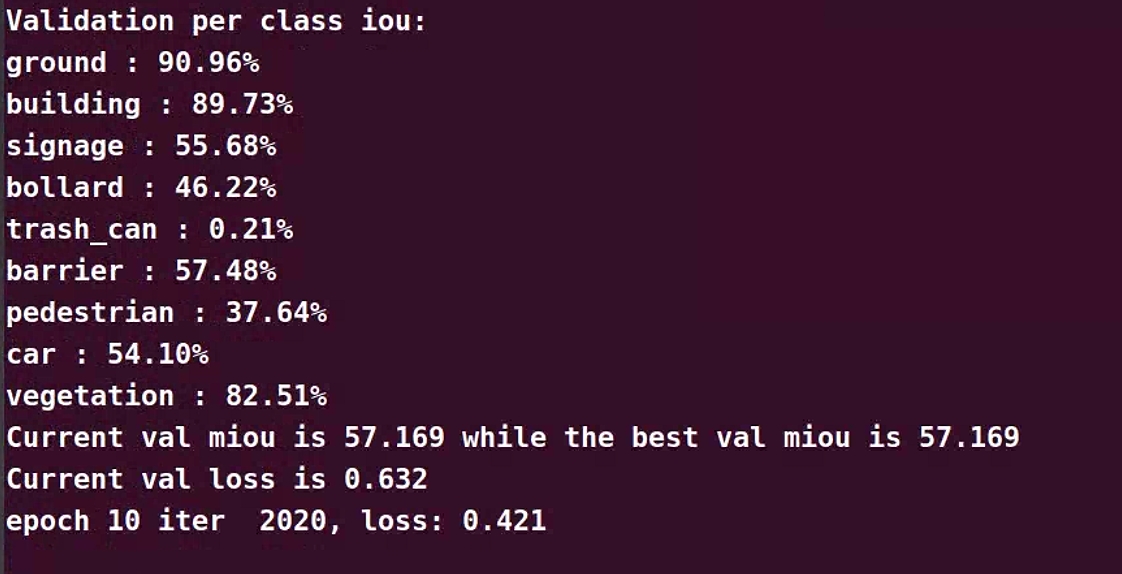 Validation per class iou:
ground : 90.96%
building : 89.73%
signage : 55.68%
bollard : 46.22%
trash_can : 0.21%
barrier : 57.48%
pedestrian : 37.64%
car : 54.10%
vegetation : 82.51%
Current val miou is 57.169 while the best val miou is 57.169
Current val loss is 0.632
epoch 10 iter  2020, loss: 0.421